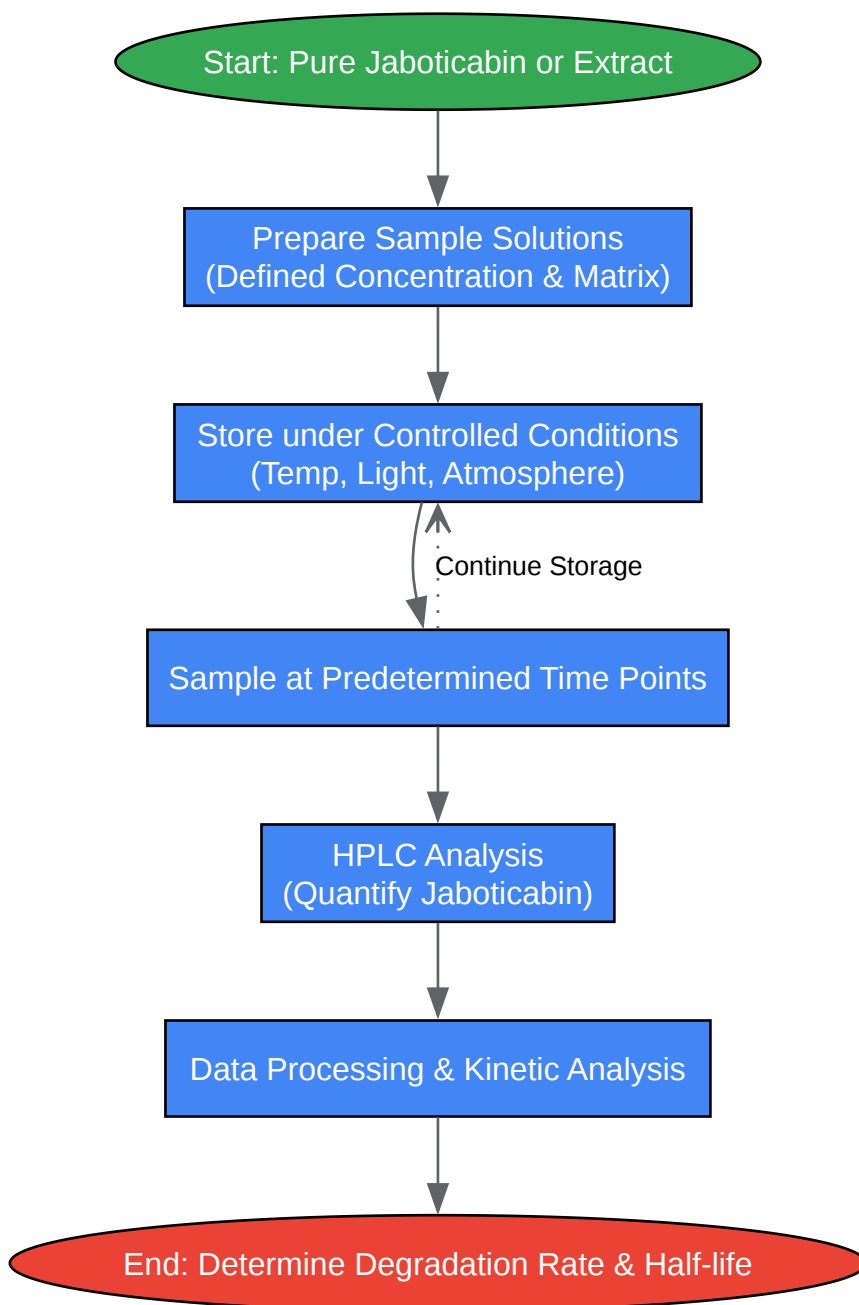 Start: Pure Jaboticabin or Extract
Prepare Sample Solutions
(Defined Concentration & Matrix)
Store under Controlled Conditions
(Temp, Light, Atmosphere)
Continue Storage
Sample at Predetermined Time Points
HPLC Analysis
(Quantify Jaboticabin)
Data Processing & Kinetic Analysis
End: Determine Degradation Rate & Half-life